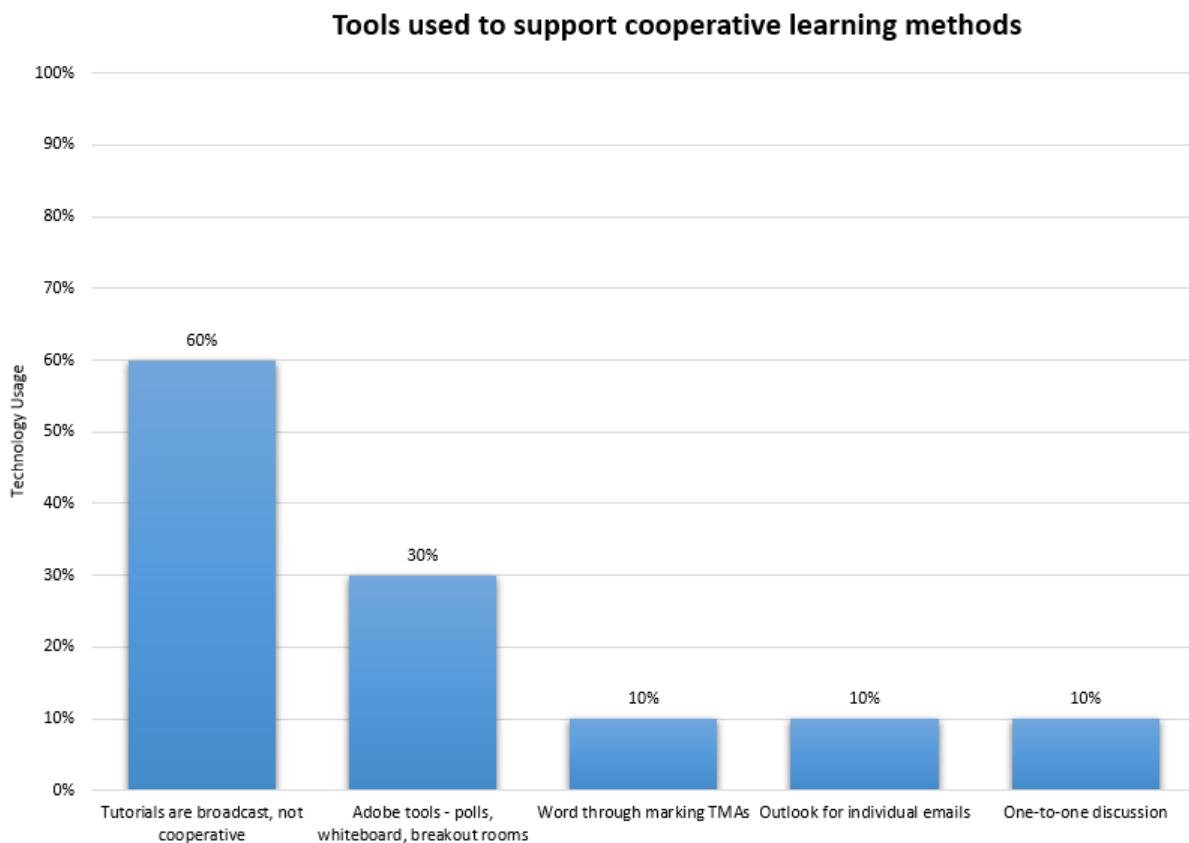 Tools used to support cooperative learning methods
100%
90%
80%
70%
60%
50%
40%
30%
20%
10%
0%
Technology Usage
60%
30%
10%
10%
10%
Tutorials are broadcast, not
cooperative
Adobe tools - polls,
whiteboard, breakout rooms
Word through marking TMAs
Outlook for individual emails
One-to-one discussion